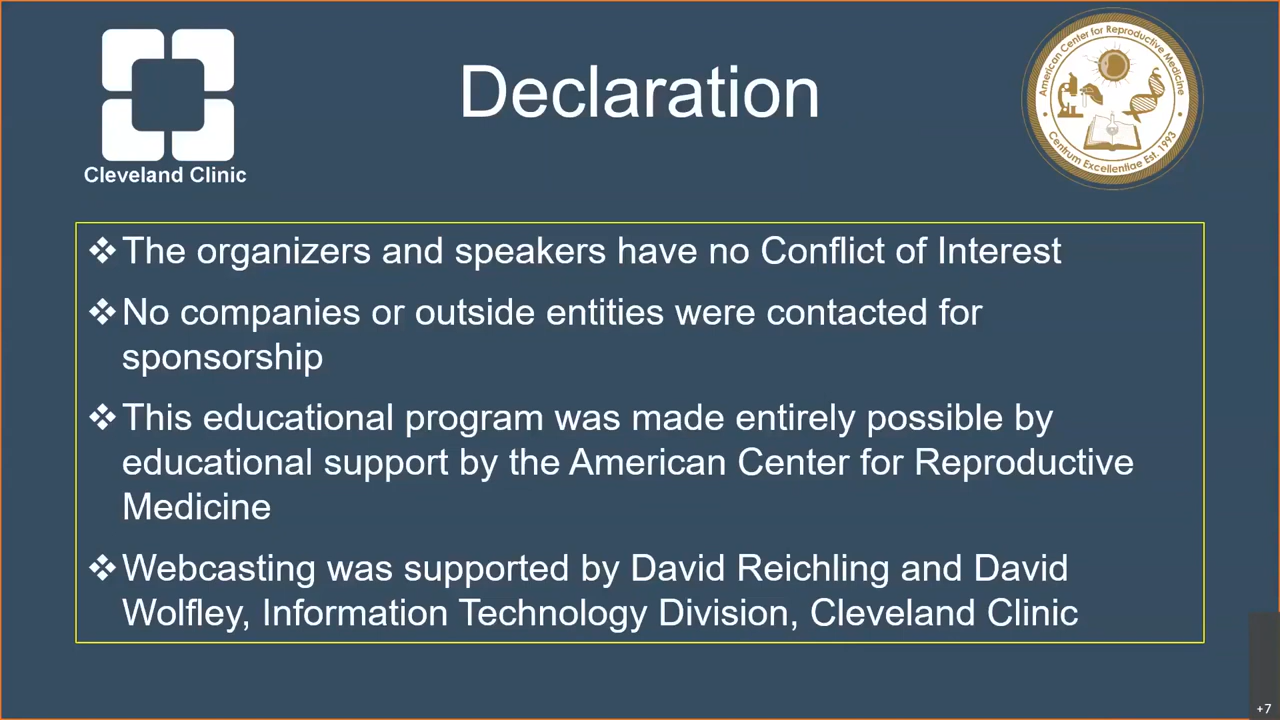 Declaration
Cleveland Clinic
American Center for Reproductive Medicine
Centrum Excellentiae Est. 1993
❖The organizers and speakers have no Conflict of Interest
❖No companies or outside entities were contacted for
sponsorship
❖This educational program was made entirely possible by
educational support by the American Center for Reproductive
Medicine
❖Webcasting was supported by David Reichling and David
Wolfley, Information Technology Division, Cleveland Clinic
+7